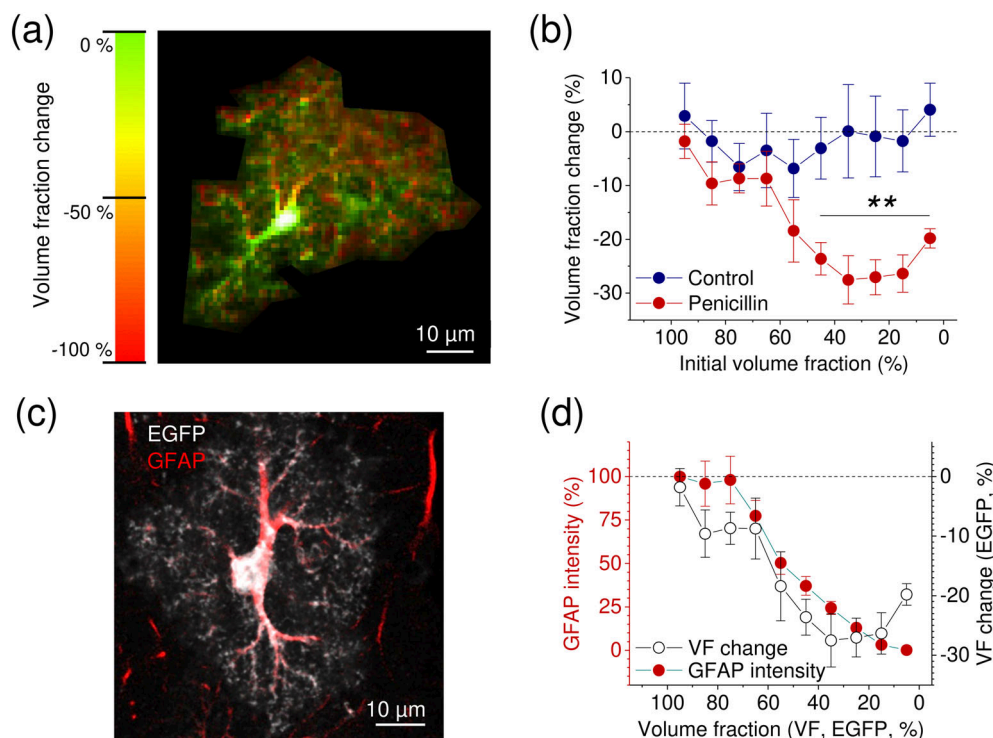 (a)
0 %
-50 %
-100 %
Volume fraction change
10 µm
(b)
Volume fraction change (%)
10
0
-10
-20
-30
**
Control
Penicillin
100 80 60 40 20 0
Initial volume fraction (%)
(c)
EGFP
GFAP
10 µm
(d)
GFAP intensity (%)
100
75
50
25
0
VF change
GFAP intensity
0
-10
-20
-30
VF change (EGFP, %)
100 80 60 40 20 0
Volume fraction (VF, EGFP, %)